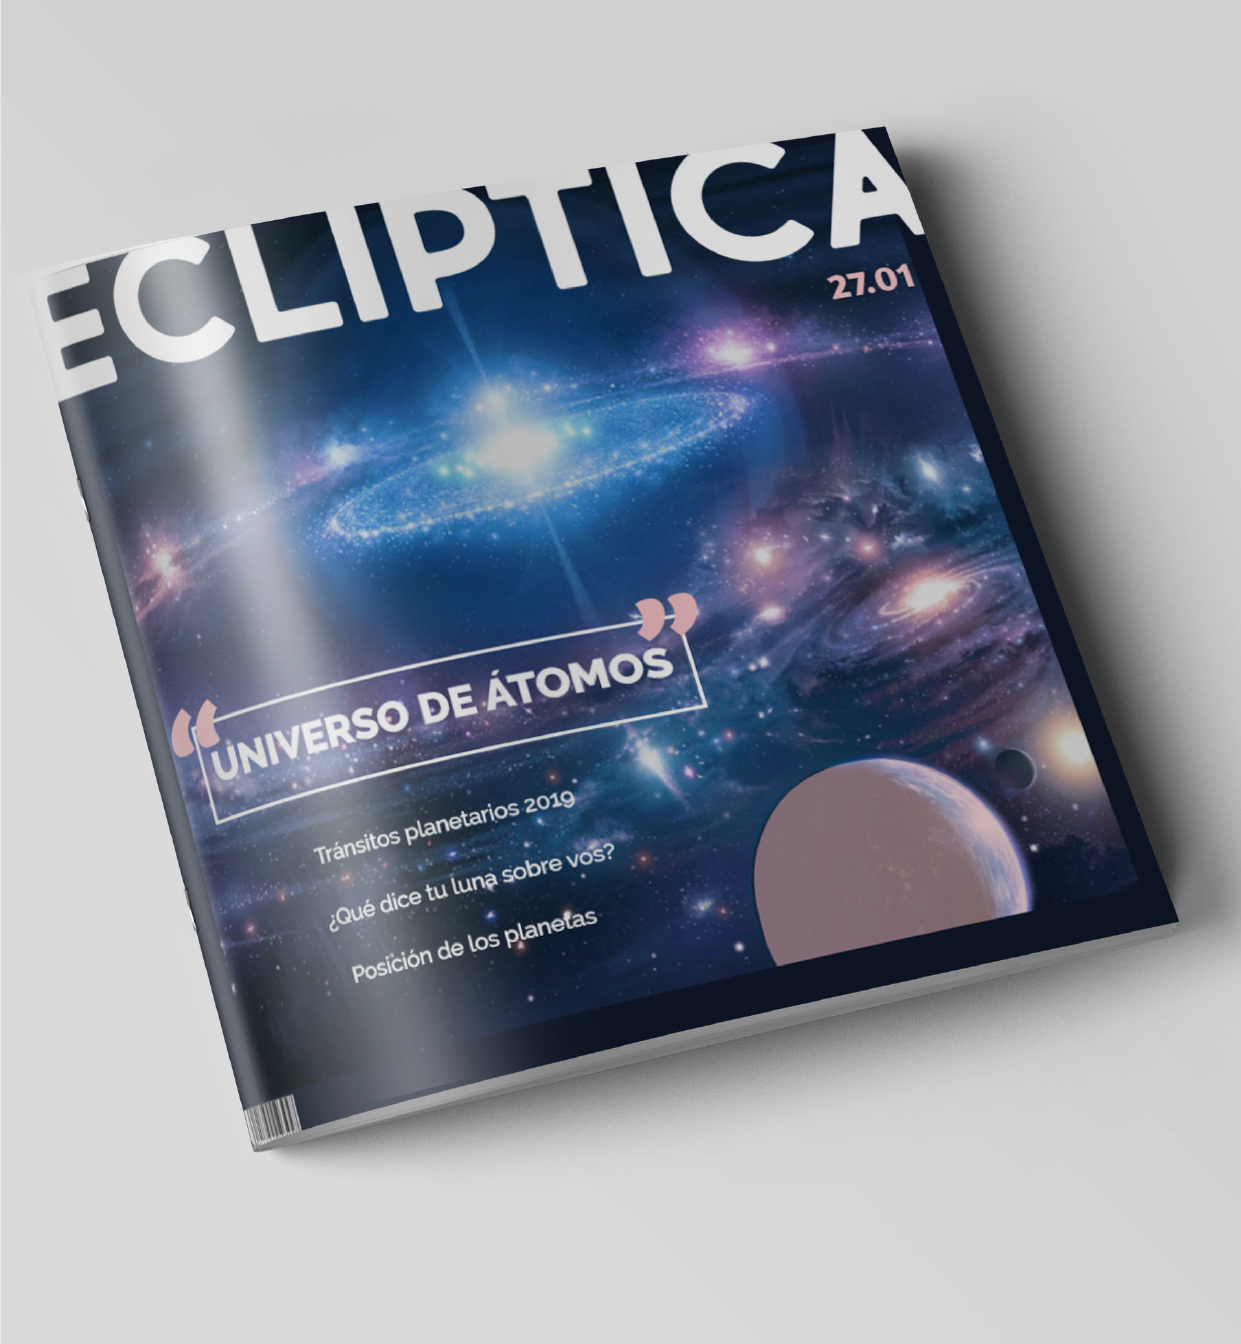 ECLIPTICA
27.01
“UNIVERSO DE ÁTOMOS”
Tránsitos planetarios 2019
¿Qué dice tu luna sobre vos?
Posición de los planetas